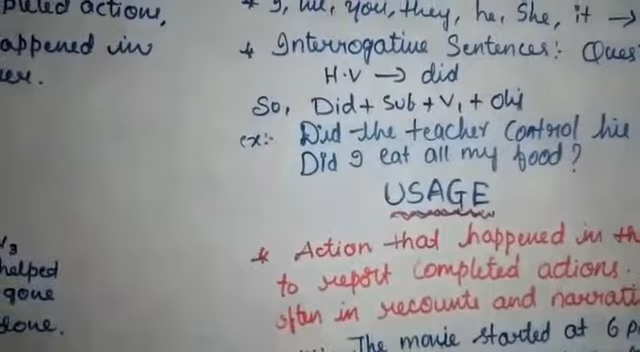 pleted actions,
appened in
er.
V3
helped
gone
done.
* I, we, you, they, he, She, it →
* Interrogative Sentences: Ques
H.V → did
So, Did + Sub + V1 + Obj
ex:- Did the teacher Control his
Did I eat all my food?
USAGE
* Action that happened in th
to report completed actions.
often in recounts and narrati
The movie started at 6 p